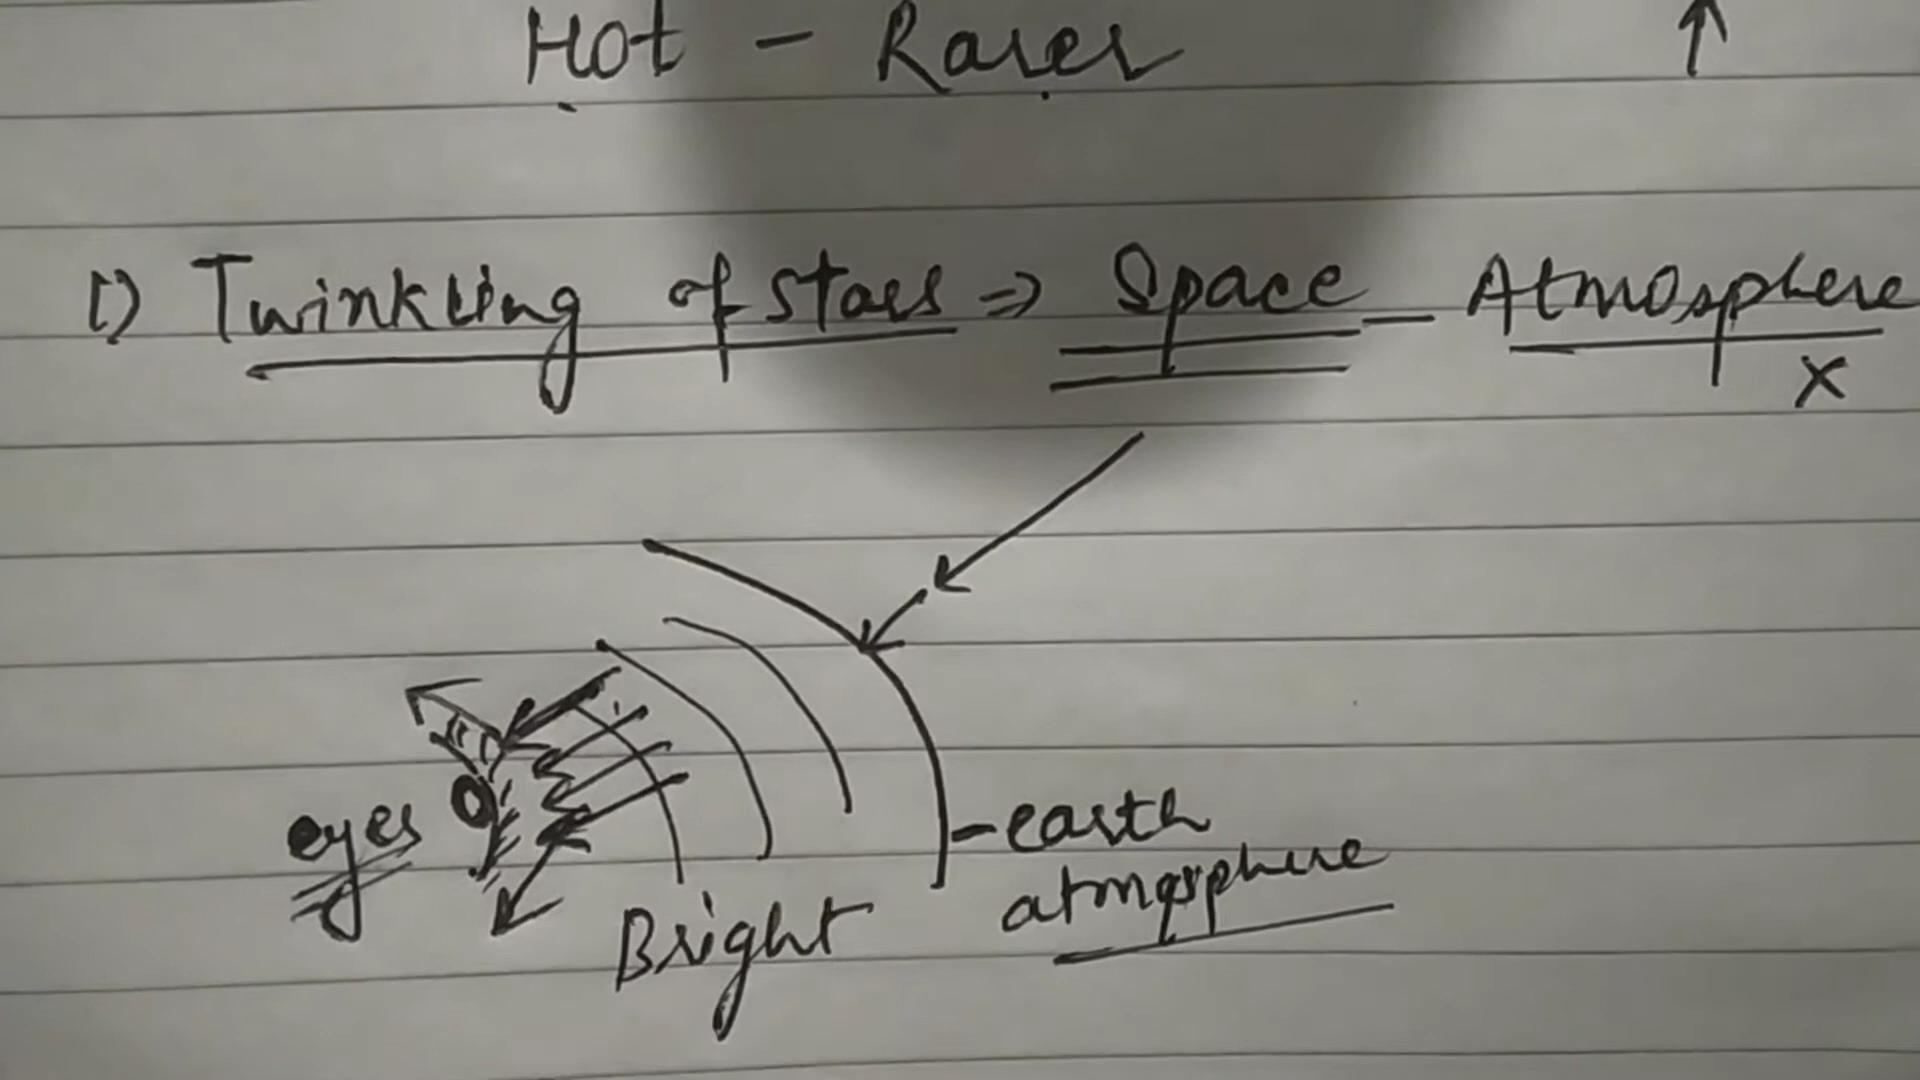 Hot - Rarer
1) Twinkling of stars => Space - Atmosphere
x
eyes
- earth
atmosphere
Bright